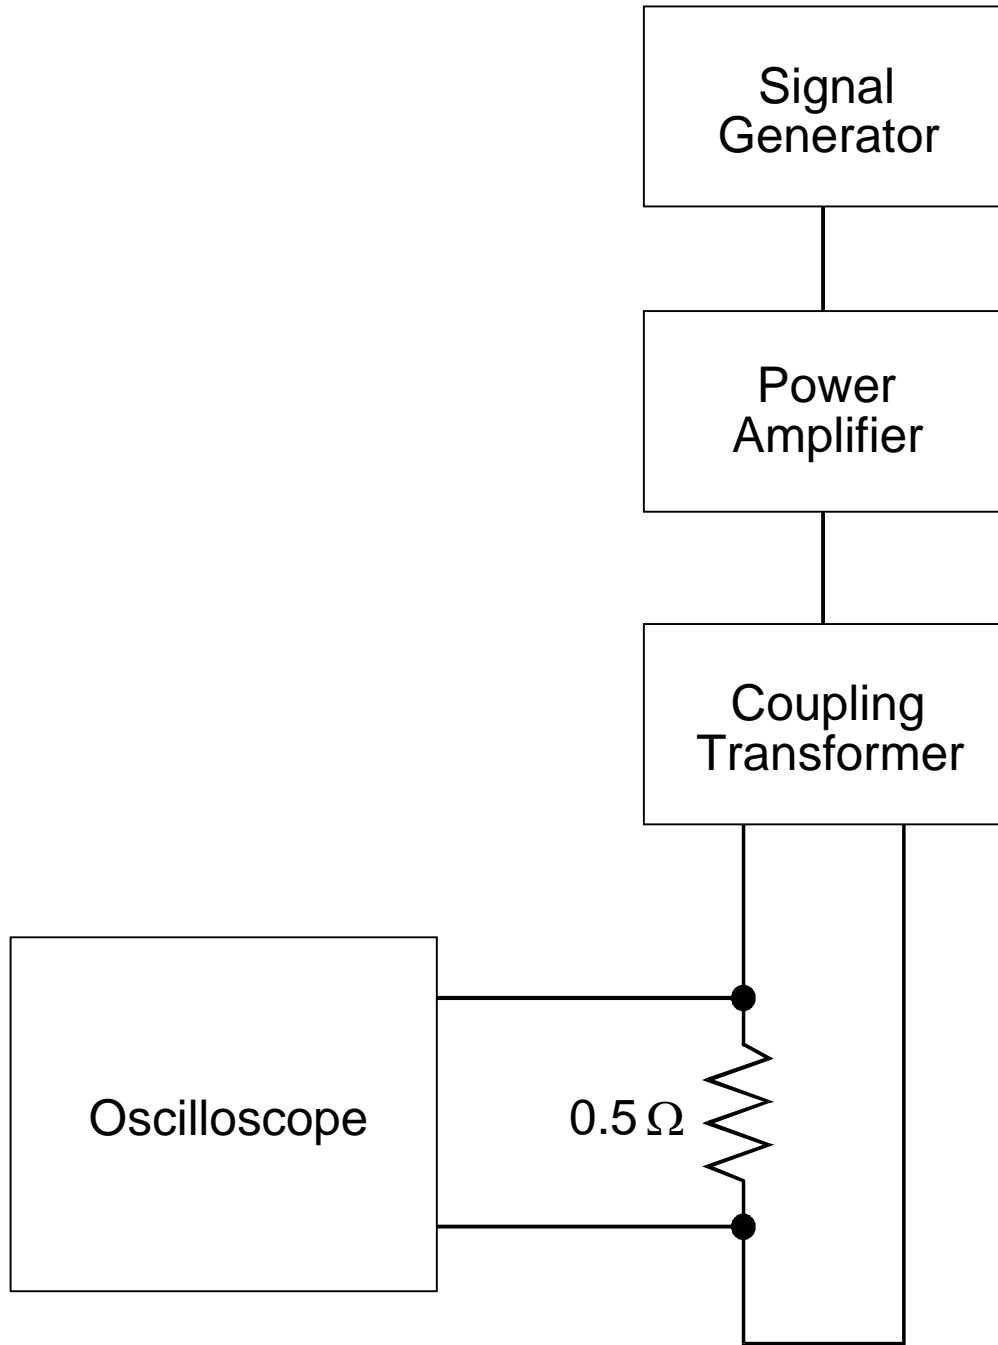 Signal
Generator
Power
Amplifier
Coupling
Transformer
Oscilloscope
0.5 Ω